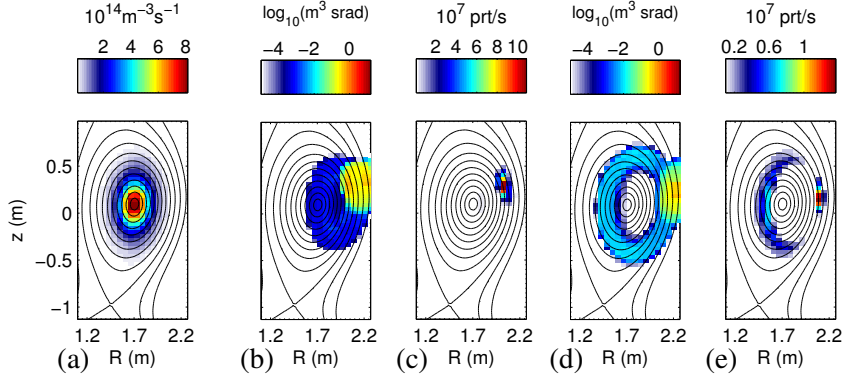 10^14 m^−3 s^−1 log10(m^3 srad) 10^7 prt/s log10(m^3 srad) 10^7 prt/s
2 4 6 8 −4 −2 0 2 4 6 8 10 −4 −2 0 0.2 0.6 1
0.5
0
−0.5
−1
z (m)
1.2 1.7 2.2 1.2 1.7 2.2 1.2 1.7 2.2 1.2 1.7 2.2 1.2 1.7 2.2
(a) R (m) (b) R (m) (c) R (m) (d) R (m) (e) R (m)